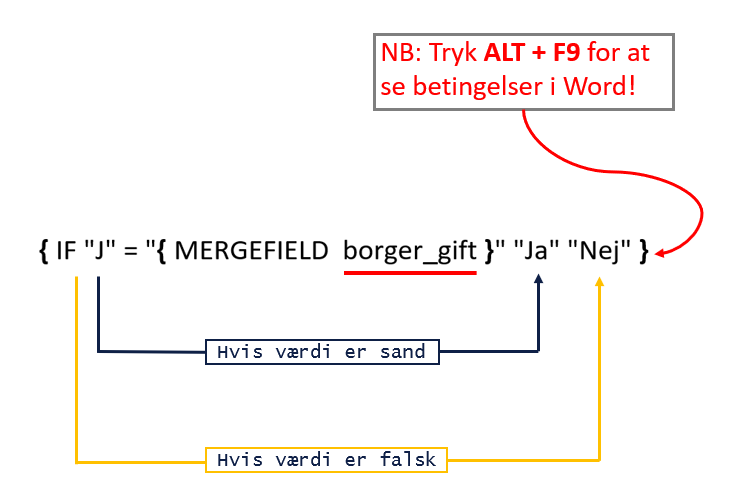 NB: Tryk ALT + F9 for at
se betingelser i Word!
{ IF "J" = "{ MERGEFIELD borger_gift }" "Ja" "Nej" }
Hvis værdi er sand
Hvis værdi er falsk